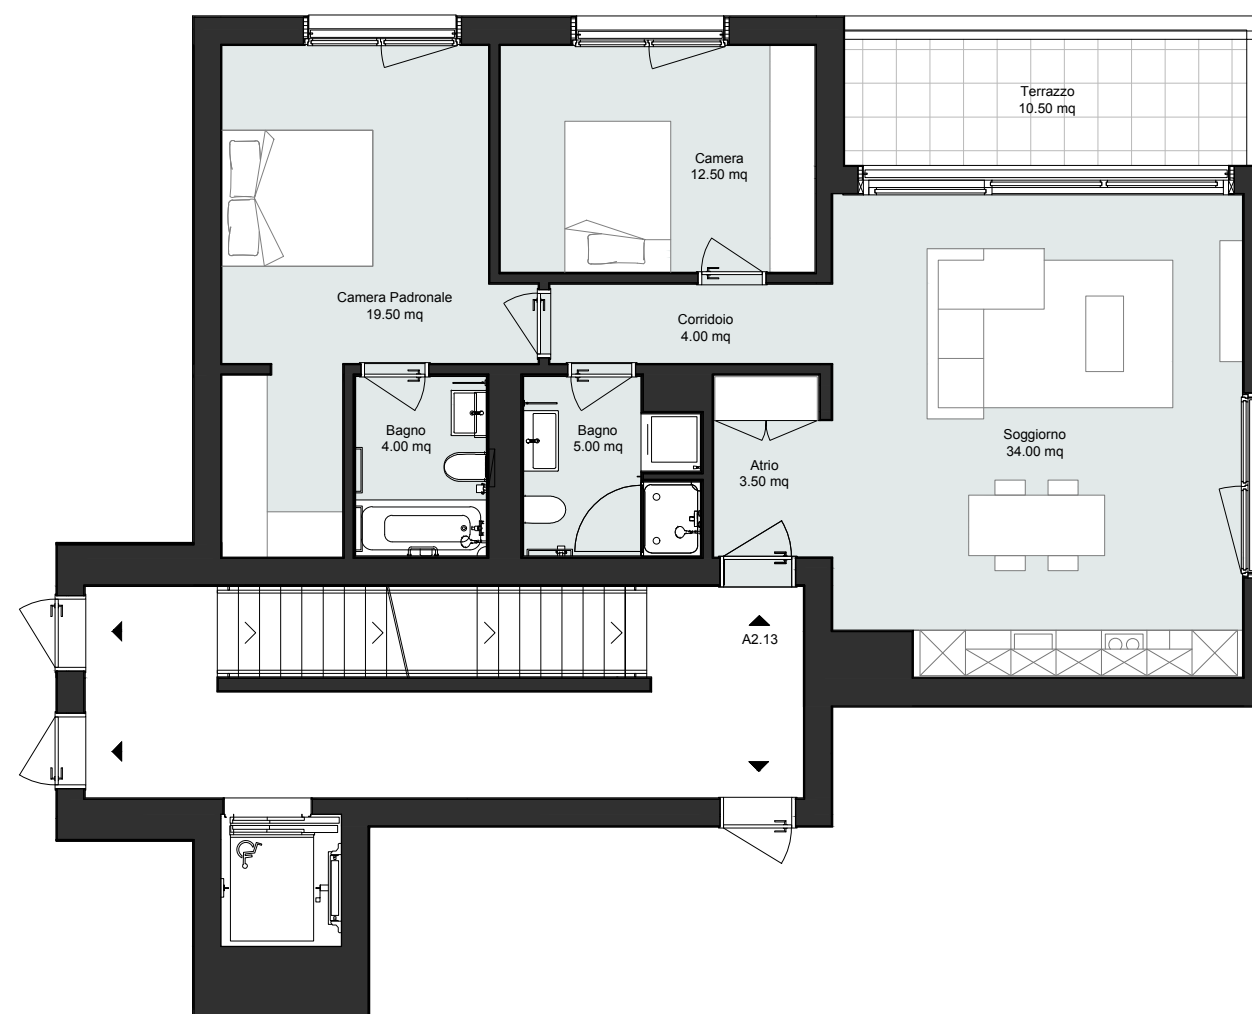 Terrazzo
10.50 mq
Camera
12.50 mq
Camera Padronale
19.50 mq
Corridoio
4.00 mq
Bagno
4.00 mq
Bagno
5.00 mq
Atrio
3.50 mq
Soggiorno
34.00 mq
A2.13